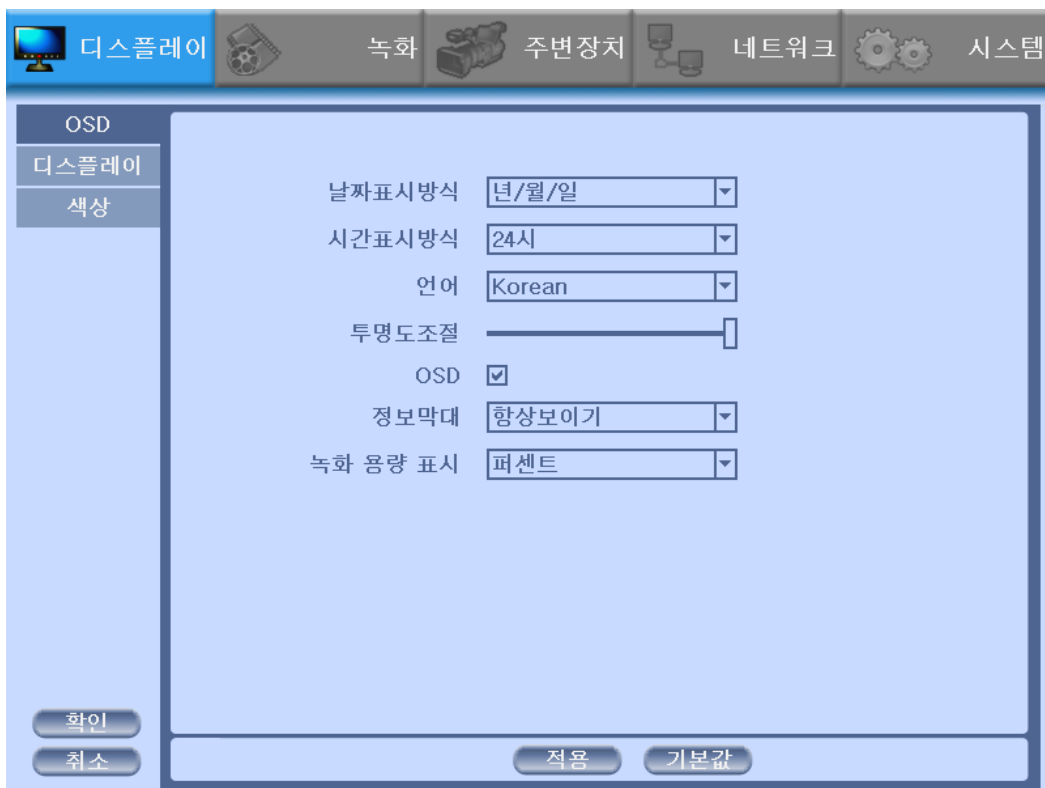 디스플레이 녹화 주변장치 네트워크 시스템
OSD
디스플레이
색상
날짜표시방식 년/월/일
시간표시방식 24시
언어 Korean
투명도조절
OSD
정보막대 항상보이기
녹화 용량 표시 퍼센트
확인
취소
적용 기본값